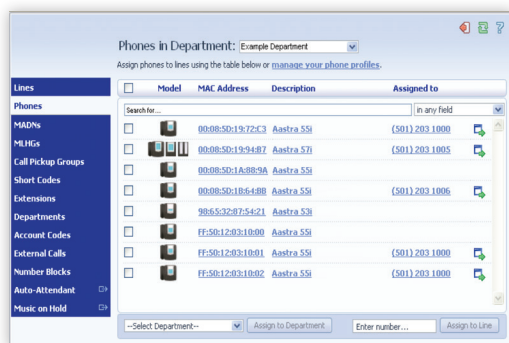 Phones in Department: Example Department
Assign phones to lines using the table below or manage your phone profiles.
Lines
Phones
MADNs
MLHGs
Call Pickup Groups
Short Codes
Extensions
Departments
Account Codes
External Calls
Number Blocks
Auto-Attendant
Music on Hold
Model MAC Address Description Assigned to
Search for... in any field
00:08:5D:19:72:C3 Aastra 55i (501) 203 1000
00:08:5D:19:94:87 Aastra 57i (501) 203 1005
00:08:5D:1A:88:9A Aastra 55i
00:08:5D:1B:64:8B Aastra 55i (501) 203 1006
98:65:32:87:54:21 Aastra 53i
FF:50:12:03:10:00 Aastra 55i
FF:50:12:03:10:01 Aastra 55i (501) 203 1000
FF:50:12:03:10:02 Aastra 55i (501) 203 1000
--Select Department-- Assign to Department Enter number... Assign to Line